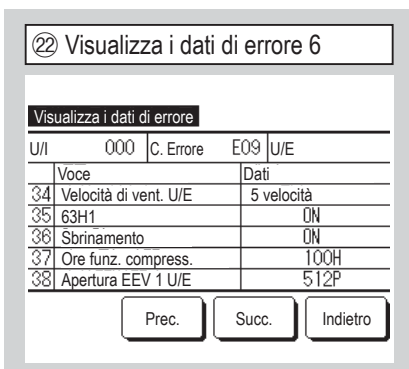 ㉒ Visualizza i dati di errore 6
Visualizza i dati di errore
U/I 000 C. Errore E09 U/E
Voce Dati
34 Velocità di vent. U/E 5 velocità
35 63H1 ON
36 Sbrinamento ON
37 Ore funz. compress. 100H
38 Apertura EEV 1 U/E 512P
Prec. Succ. Indietro